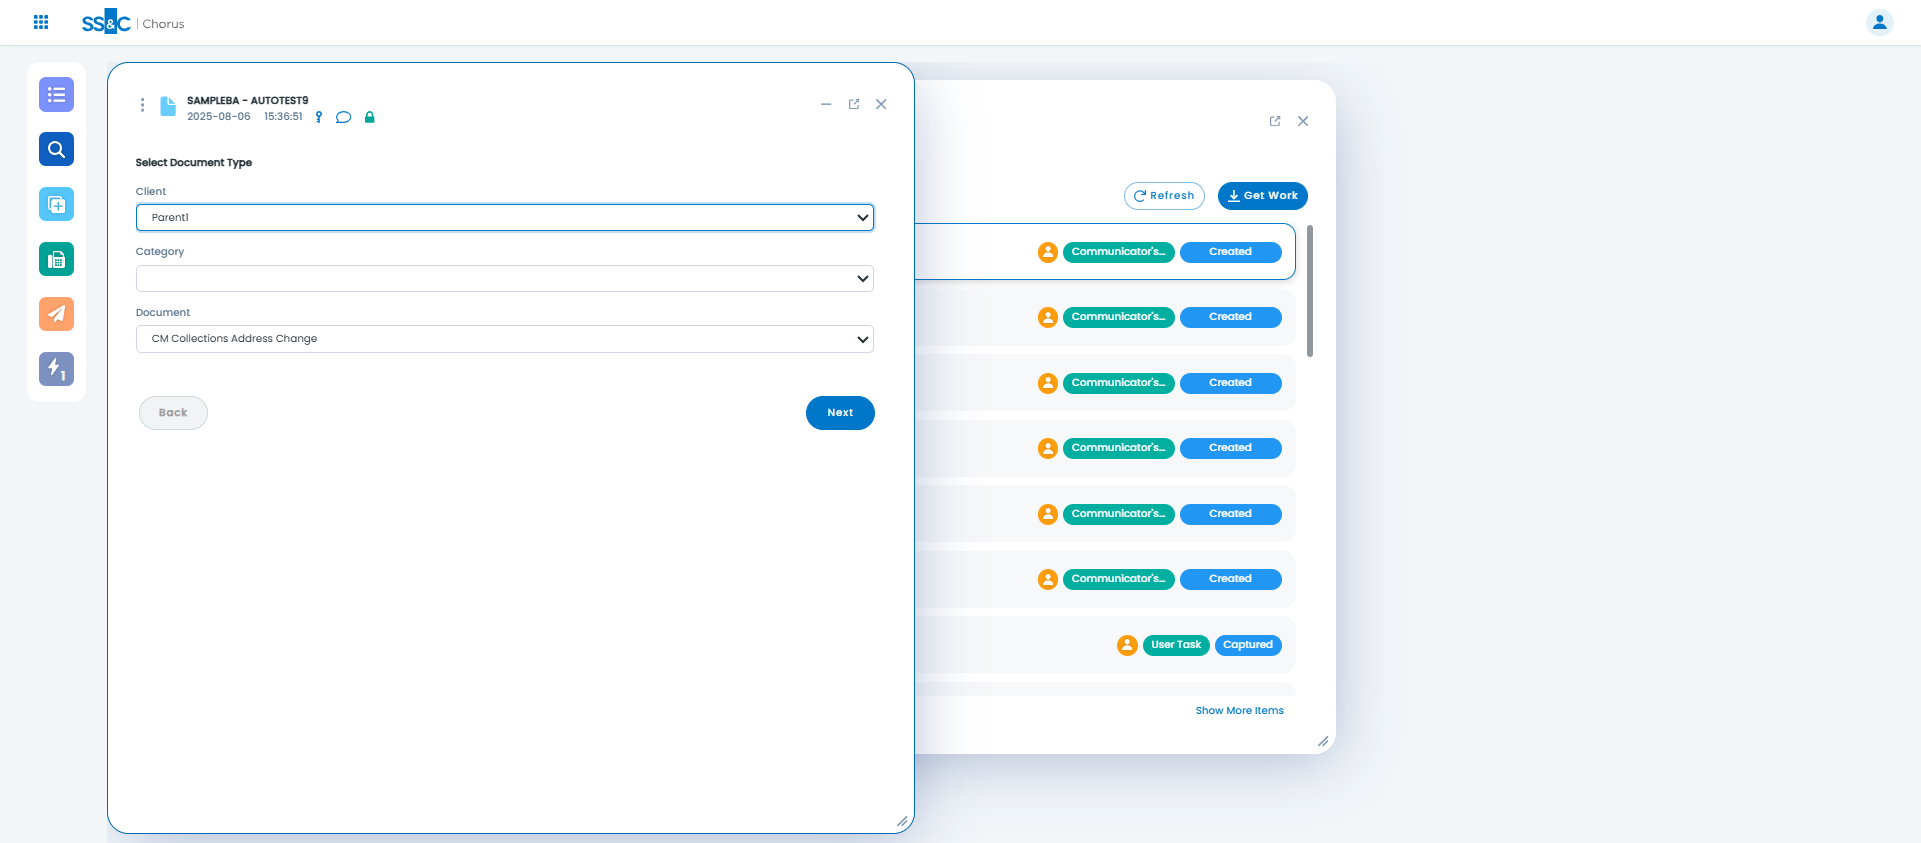 SS&C | Chorus
SAMPLEBA - AUTOTEST9
2025-08-06 15:36:51
Select Document Type
Client
Parent1
Category
Document
CM Collections Address Change
Back
Next
1
Refresh
Get Work
Communicator's... Created
Communicator's... Created
Communicator's... Created
Communicator's... Created
Communicator's... Created
Communicator's... Created
User Task Captured
Show More Items